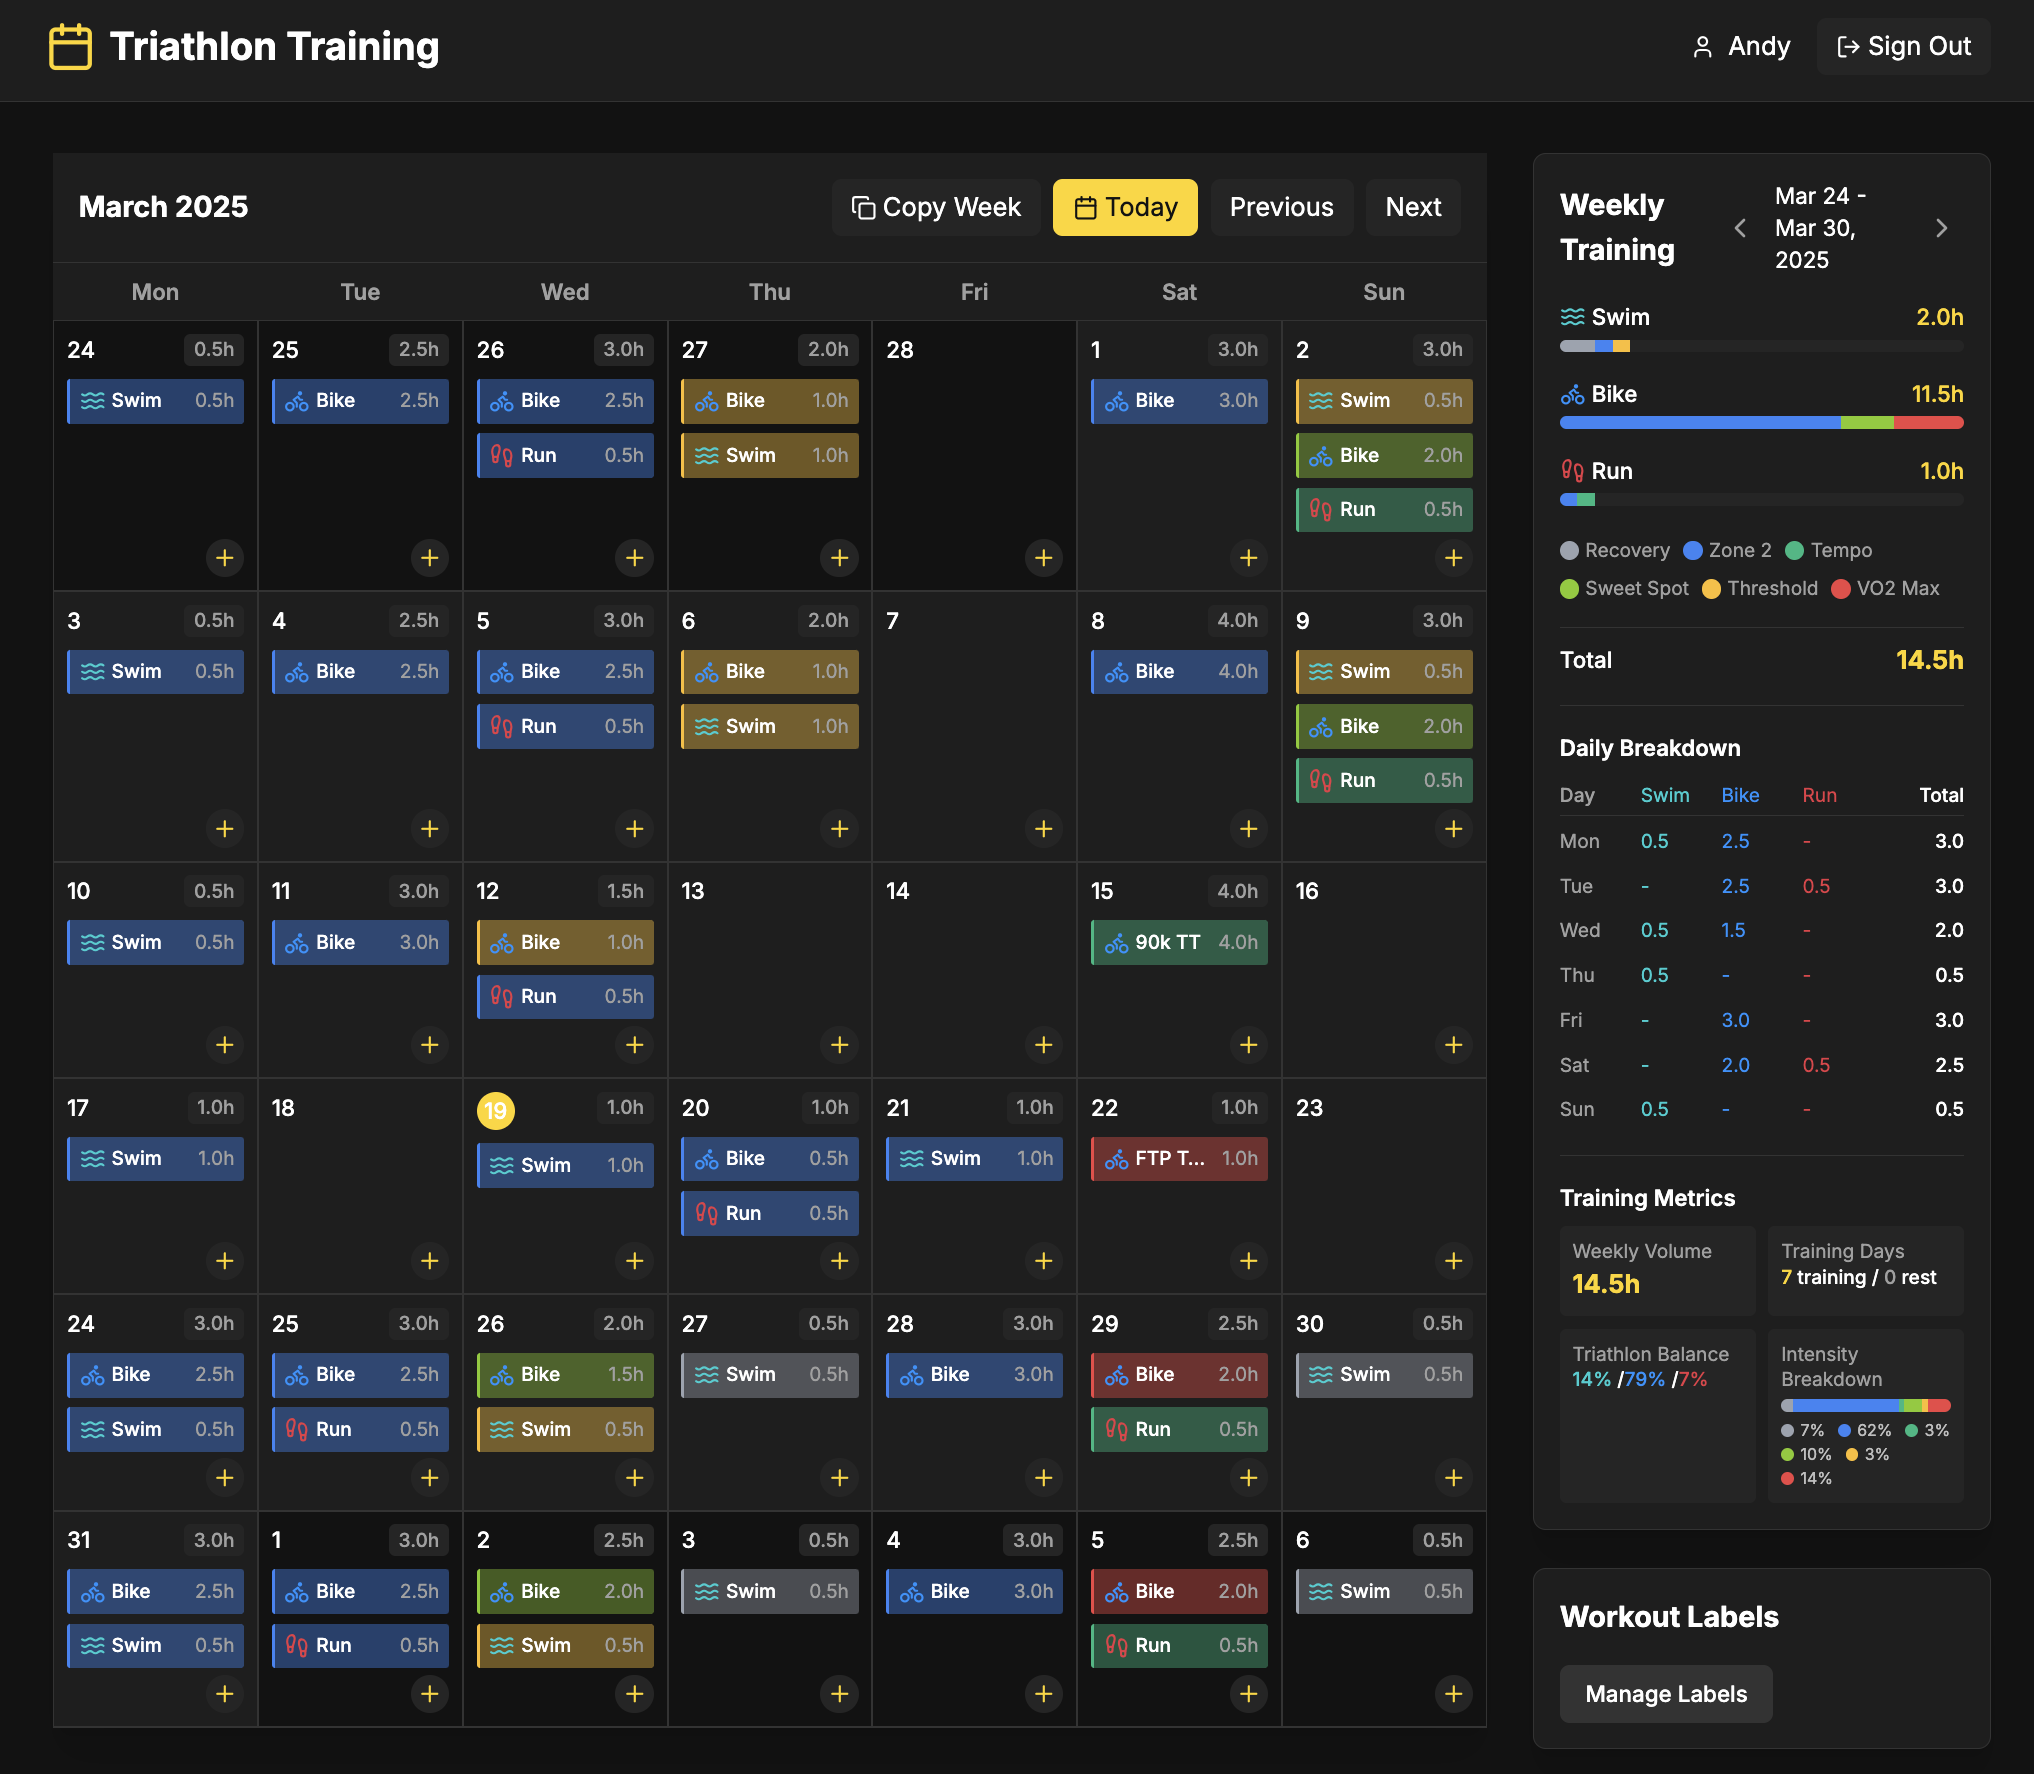 Triathlon Training
Andy
Sign Out
March 2025
Copy Week
Today
Previous
Next
Mon Tue Wed Thu Fri Sat Sun
24 0.5h
Swim 0.5h
25 2.5h
Bike 2.5h
26 3.0h
Bike 2.5h
Run 0.5h
27 2.0h
Bike 1.0h
Swim 1.0h
28
1 3.0h
Bike 3.0h
2 3.0h
Swim 0.5h
Bike 2.0h
Run 0.5h
3 0.5h
Swim 0.5h
4 2.5h
Bike 2.5h
5 3.0h
Bike 2.5h
Run 0.5h
6 2.0h
Bike 1.0h
Swim 1.0h
7
8 4.0h
Bike 4.0h
9 3.0h
Swim 0.5h
Bike 2.0h
Run 0.5h
10 0.5h
Swim 0.5h
11 3.0h
Bike 3.0h
12 1.5h
Bike 1.0h
Run 0.5h
13
14
15 4.0h
90k TT 4.0h
16
17 1.0h
Swim 1.0h
18
19 1.0h
Swim 1.0h
20 1.0h
Bike 0.5h
Run 0.5h
21 1.0h
Swim 1.0h
22 1.0h
FTP T... 1.0h
23
24 3.0h
Bike 2.5h
Swim 0.5h
25 3.0h
Bike 2.5h
Run 0.5h
26 2.0h
Bike 1.5h
Swim 0.5h
27 0.5h
Swim 0.5h
28 3.0h
Bike 3.0h
29 2.5h
Bike 2.0h
Run 0.5h
30 0.5h
Swim 0.5h
31 3.0h
Bike 2.5h
Swim 0.5h
1 3.0h
Bike 2.5h
Run 0.5h
2 2.5h
Bike 2.0h
Swim 0.5h
3 0.5h
Swim 0.5h
4 3.0h
Bike 3.0h
5 2.5h
Bike 2.0h
Run 0.5h
6 0.5h
Swim 0.5h
Weekly
Training
Mar 24 -
Mar 30,
2025
Swim 2.0h
Bike 11.5h
Run 1.0h
Recovery Zone 2 Tempo
Sweet Spot Threshold VO2 Max
Total 14.5h
Daily Breakdown
Day Swim Bike Run Total
Mon 0.5 2.5 - 3.0
Tue - 2.5 0.5 3.0
Wed 0.5 1.5 - 2.0
Thu 0.5 - - 0.5
Fri - 3.0 - 3.0
Sat - 2.0 0.5 2.5
Sun 0.5 - - 0.5
Training Metrics
Weekly Volume
14.5h
Training Days
7 training / 0 rest
Triathlon Balance
14% /79% /7%
Intensity
Breakdown
7% 62% 3%
10% 3%
14%
Workout Labels
Manage Labels